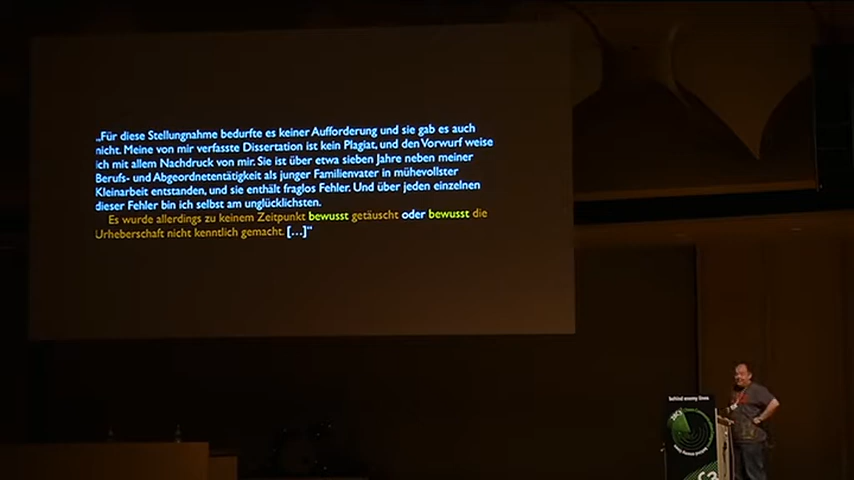 „Für diese Stellungnahme bedurfte es keiner Aufforderung und sie gab es auch
nicht. Meine von mir verfasste Dissertation ist kein Plagiat, und den Vorwurf weise
ich mit allem Nachdruck von mir. Sie ist über etwa sieben Jahre neben meiner
Berufs- und Abgeordnetentätigkeit als junger Familienvater in mühevollster
Kleinarbeit entstanden, und sie enthält fraglos Fehler. Und über jeden einzelnen
dieser Fehler bin ich selbst am unglücklichsten.
Es wurde allerdings zu keinem Zeitpunkt bewusst getäuscht oder bewusst die
Urheberschaft nicht kenntlich gemacht. […]“
behind enemy lines